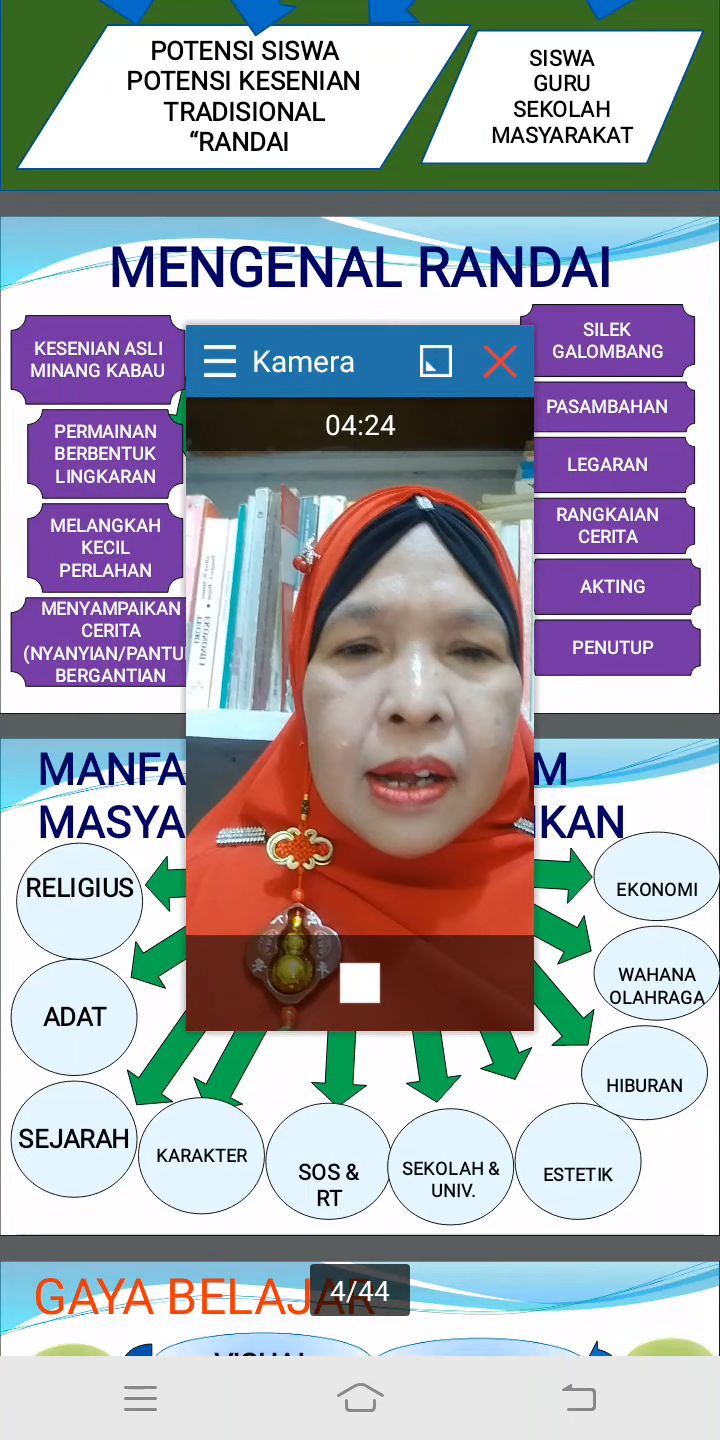 POTENSI SISWA
POTENSI KESENIAN
TRADISIONAL
“RANDAI
SISWA
GURU
SEKOLAH
MASYARAKAT
MENGENAL RANDAI
KESENIAN ASLI
MINANG KABAU
PERMAINAN
BERBENTUK
LINGKARAN
MELANGKAH
KECIL
PERLAHAN
MENYAMPAIKAN
CERITA
(NYANYIAN/PANTU
BERGANTIAN
SILEK
GALOMBANG
PASAMBAHAN
LEGARAN
RANGKAIAN
CERITA
AKTING
PENUTUP
Kamera
04:24
MANFA
M
MASYA
IKAN
RELIGIUS
ADAT
SEJARAH
KARAKTER
SOS &
RT
SEKOLAH &
UNIV.
ESTETIK
HIBURAN
WAHANA
OLAHRAGA
EKONOMI
GAYA BELAJAR
4/44